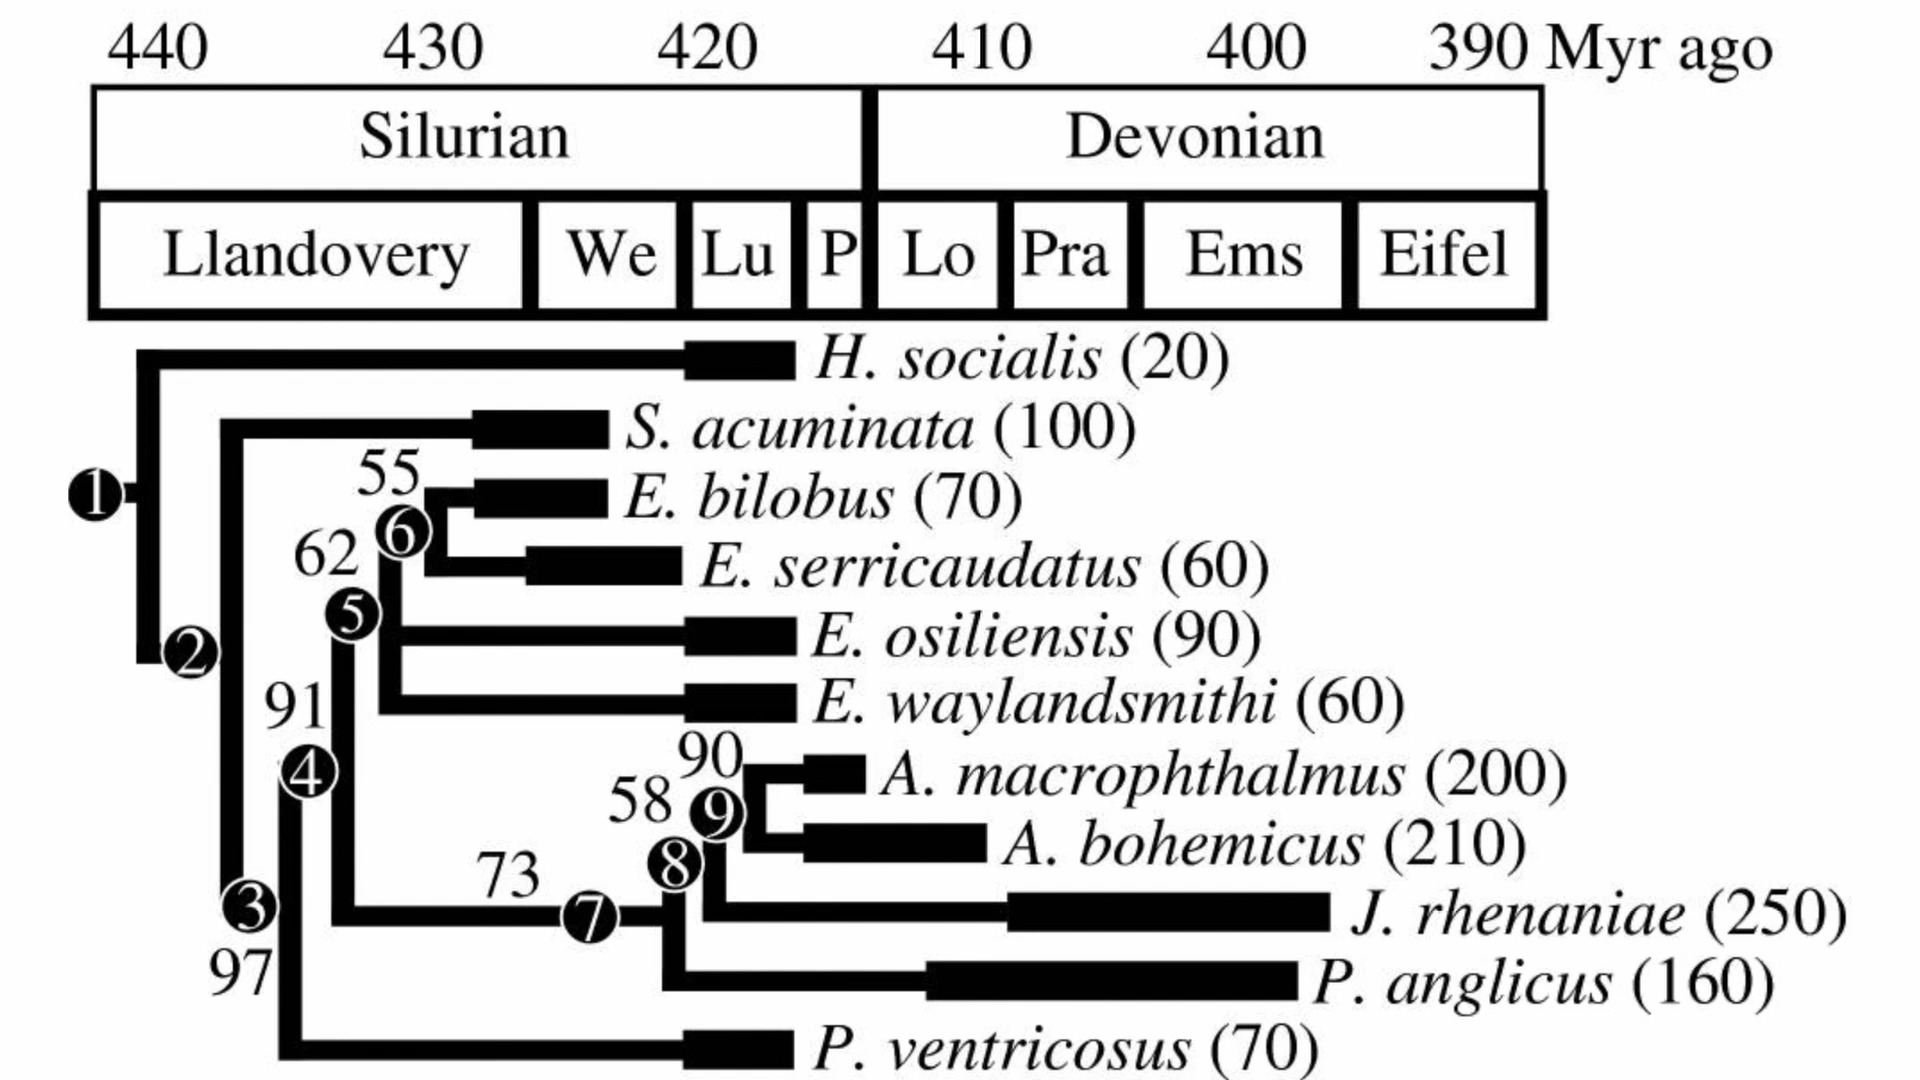 440 430 420 410 400 390 Myr ago
Silurian Devonian
Llandovery We Lu P Lo Pra Ems Eifel
H. socialis (20)
S. acuminata (100)
55
1 E. bilobus (70)
6
62
E. serricaudatus (60)
5
E. osiliensis (90)
2
91
E. waylandsmithi (60)
90
4 A. macrophthalmus (200)
58
9
A. bohemicus (210)
8
73
3 7 J. rhenaniae (250)
97
P. anglicus (160)
P. ventricosus (70)